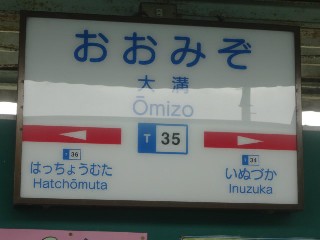 おおみぞ
大溝
Ōmizo
T 35
T 36
はっちょうむた
Hatchōmuta
いぬづか
Inuzuka